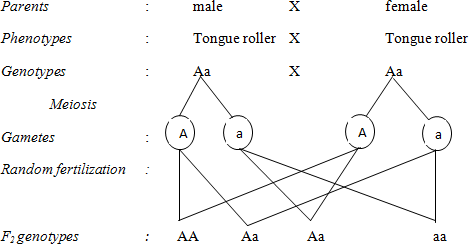 Parents : male X female
Phenotypes : Tongue roller X Tongue roller
Genotypes : Aa X Aa
Meiosis
Gametes : A a A a
Random fertilization :
F2 genotypes : AA Aa Aa aa